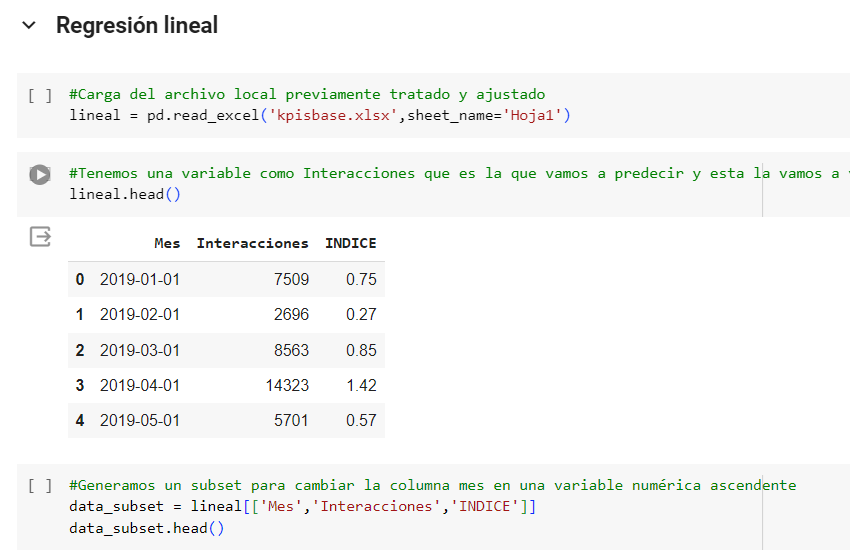 Regresión lineal
[ ] #Carga del archivo local previamente tratado y ajustado
lineal = pd.read_excel('kpisbase.xlsx',sheet_name='Hoja1')
#Tenemos una variable como Interacciones que es la que vamos a predecir y esta la vamos a
lineal.head()
Mes Interacciones INDICE
0 2019-01-01 7509 0.75
1 2019-02-01 2696 0.27
2 2019-03-01 8563 0.85
3 2019-04-01 14323 1.42
4 2019-05-01 5701 0.57
[ ] #Generamos un subset para cambiar la columna mes en una variable numérica ascendente
data_subset = lineal[['Mes','Interacciones','INDICE']]
data_subset.head()